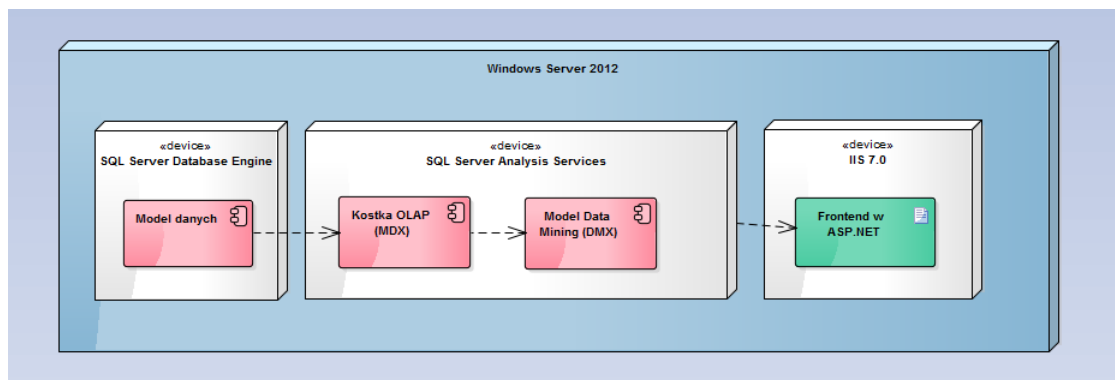 Windows Server 2012
«device»
SQL Server Database Engine
Model danych
«device»
SQL Server Analysis Services
Kostka OLAP
(MDX)
Model Data
Mining (DMX)
«device»
IIS 7.0
Frontend w
ASP.NET